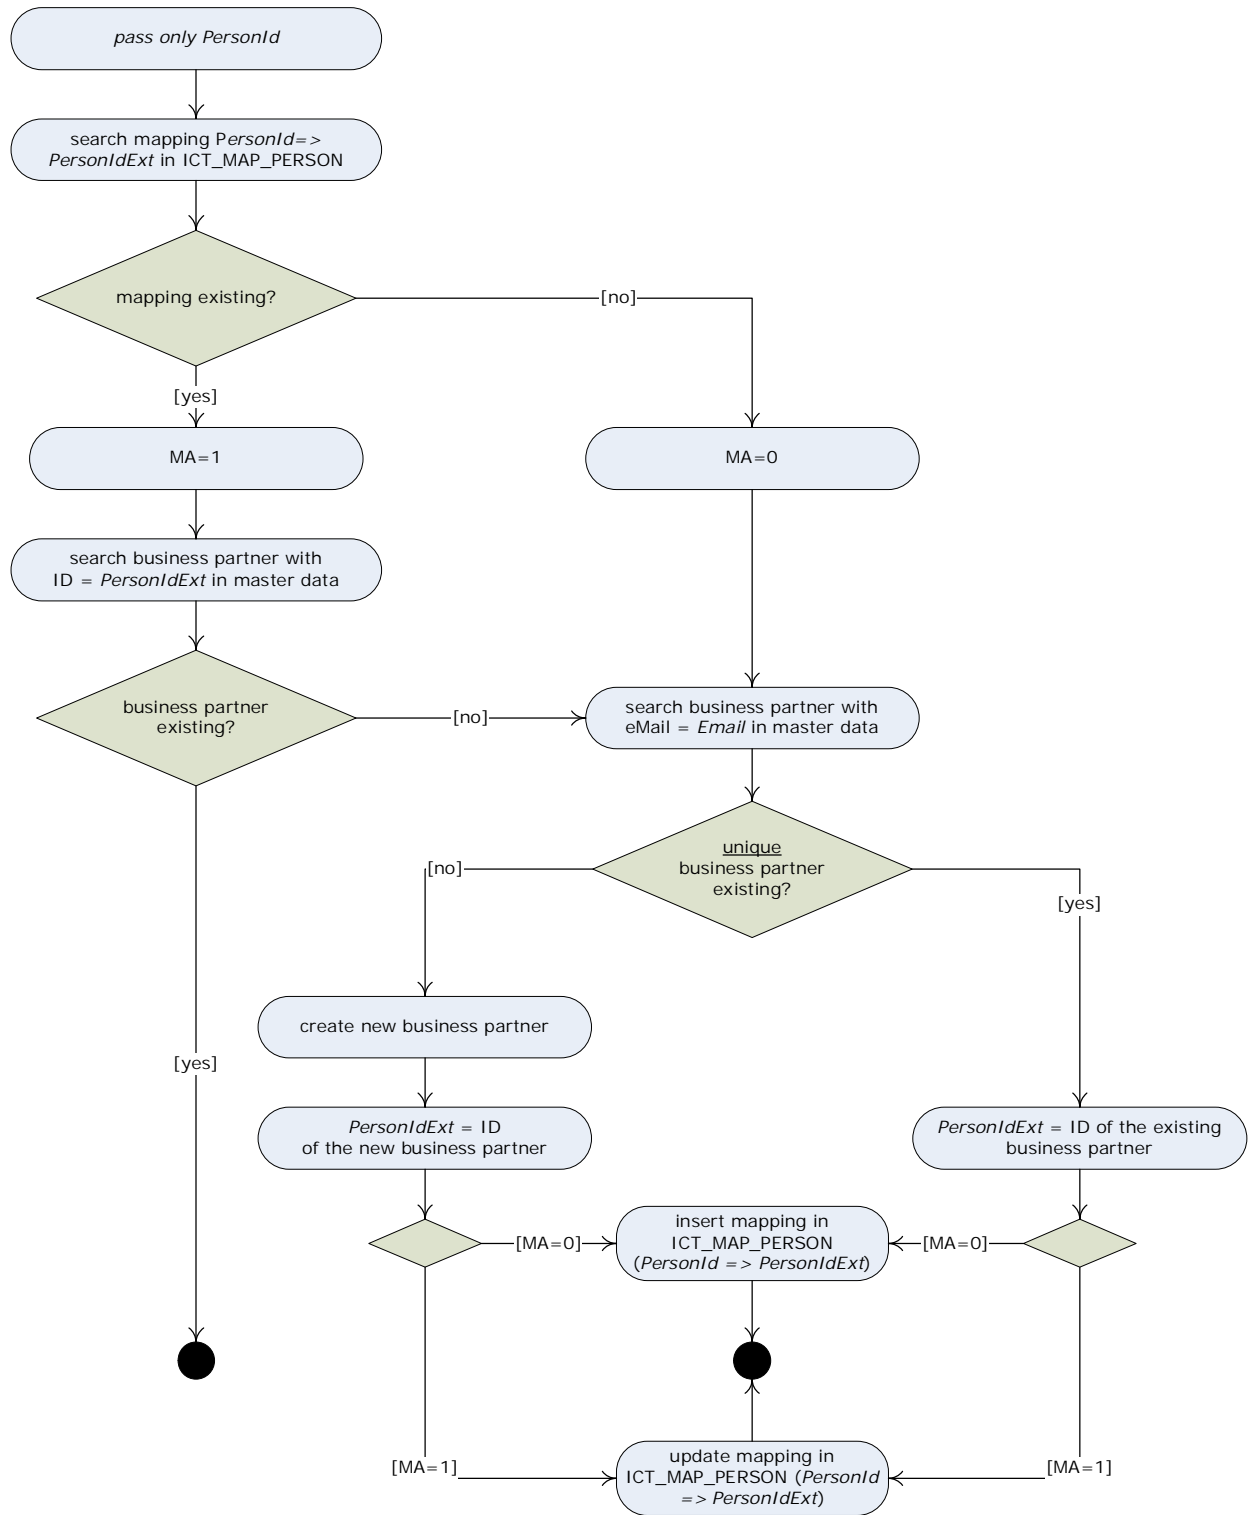 pass only PersonId
search mapping PersonId=>
PersonIdExt in ICT_MAP_PERSON
mapping existing?
[no]
[yes]
MA=1
MA=0
search business partner with
ID = PersonIdExt in master data
business partner
existing?
[no]
search business partner with
eMail = Email in master data
unique
business partner
existing?
[no]
[yes]
create new business partner
[yes]
PersonIdExt = ID
of the new business partner
PersonIdExt = ID of the existing
business partner
insert mapping in
ICT_MAP_PERSON
(PersonId => PersonIdExt)
[MA=0]
[MA=0]
[MA=1]
update mapping in
ICT_MAP_PERSON (PersonId
=> PersonIdExt)
[MA=1]